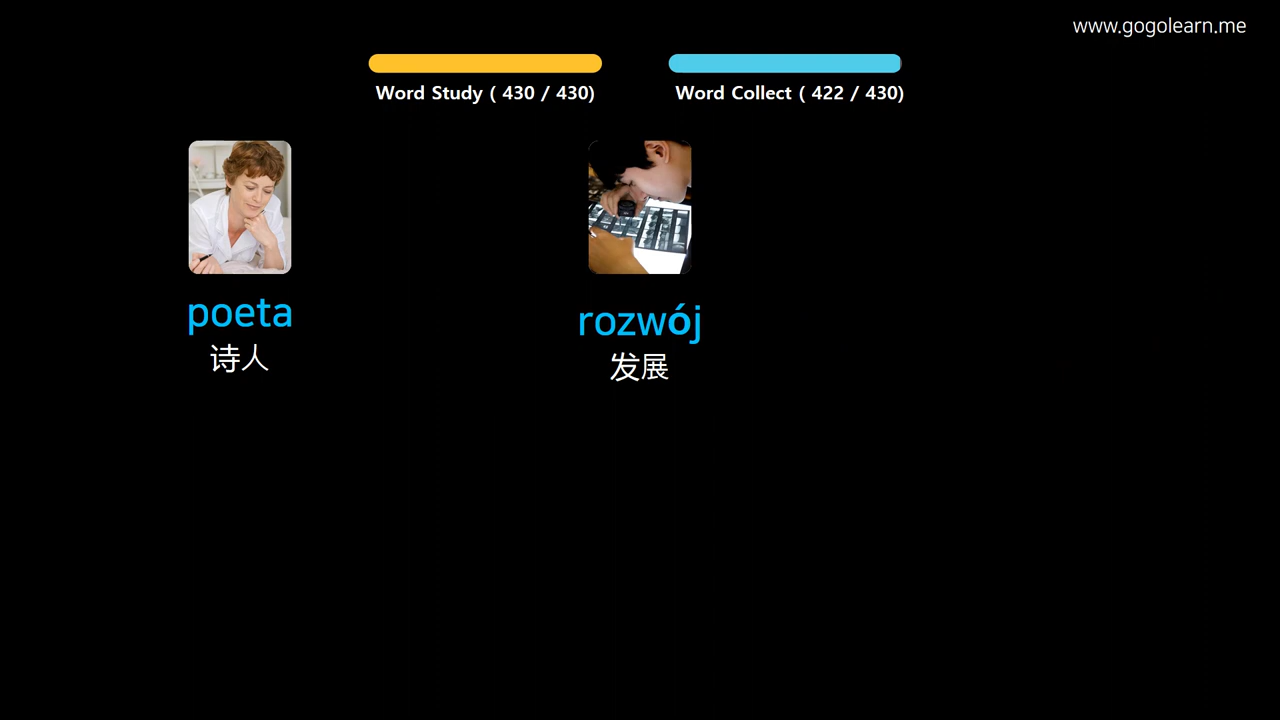 www.gogolearn.me
Word Study ( 430 / 430)
Word Collect ( 422 / 430)
poeta
诗人
rozwój
发展